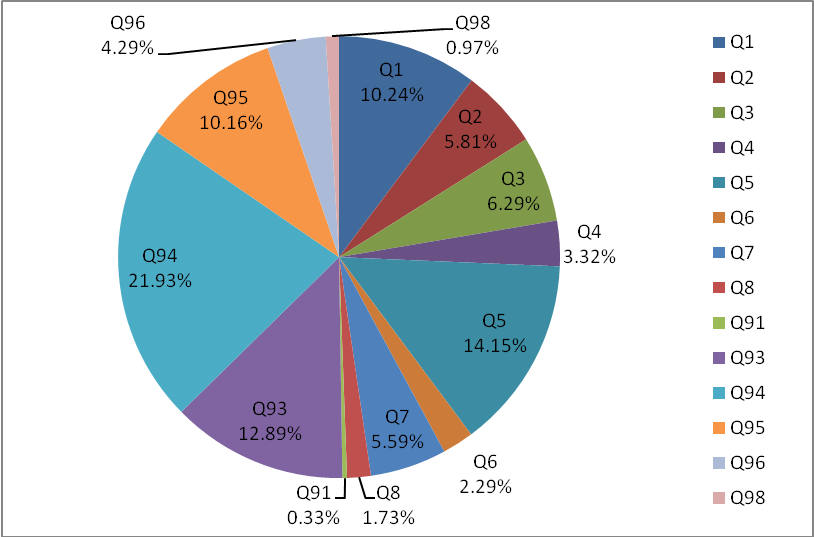 Q96
4.29%
Q98
0.97%
Q1
10.24%
Q2
5.81%
Q3
6.29%
Q4
3.32%
Q5
14.15%
Q6
2.29%
Q7
5.59%
Q8
1.73%
Q91
0.33%
Q93
12.89%
Q94
21.93%
Q95
10.16%
Q1
Q2
Q3
Q4
Q5
Q6
Q7
Q8
Q91
Q93
Q94
Q95
Q96
Q98